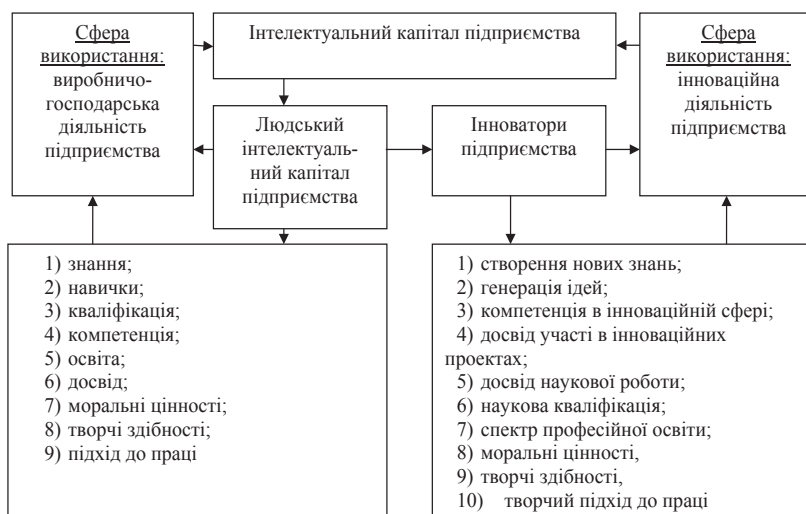 Сфера
використання:
виробничо-
господарська
діяльність
підприємства
Інтелектуальний капітал підприємства
Сфера
використання:
інноваційна
діяльність
підприємства
Людський
інтелектуаль-
ний капітал
підприємства
Інноватори
підприємства
1) знання;
2) навички;
3) кваліфікація;
4) компетенція;
5) освіта;
6) досвід;
7) моральні цінності;
8) творчі здібності;
9) підхід до праці
1) створення нових знань;
2) генерація ідей;
3) компетенція в інноваційній сфері;
4) досвід участі в інноваційних
проектах;
5) досвід наукової роботи;
6) наукова кваліфікація;
7) спектр професійної освіти;
8) моральні цінності,
9) творчі здібності,
10) творчий підхід до праці